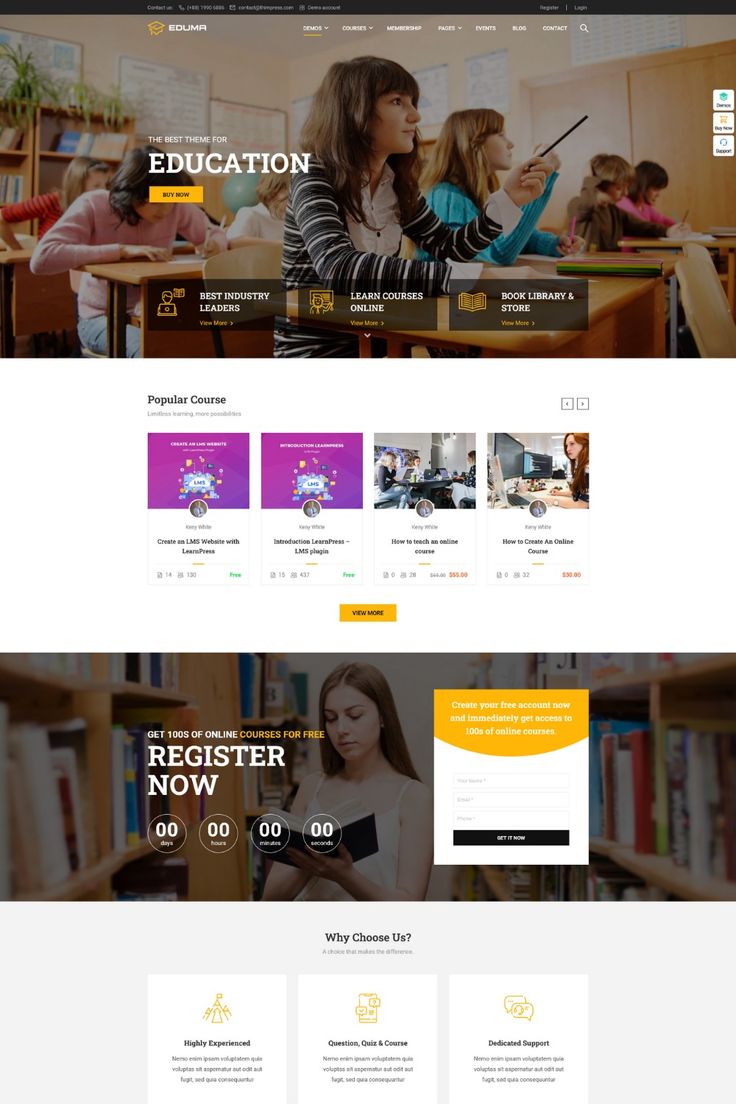 Contact us: (+88) 1990 6886 contact@thimpress.com Demo account Register Login
EDUMA DEMOS COURSES MEMBERSHIP PAGES EVENTS BLOG CONTACT
Demos
Buy Now
Support
THE BEST THEME FOR
EDUCATION
BUY NOW
BEST INDUSTRY
LEADERS
View More
LEARN COURSES
ONLINE
View More
BOOK LIBRARY &
STORE
View More
Popular Course
Limitless learning, more possibilities
CREATE AN LMS WEBSITE
with LearnPress Plugin
LMS
Keny White
Create an LMS Website with
LearnPress
14 130 Free
INTRODUCTION LEARNPRESS
LMS Plugin
LMS
Keny White
Introduction LearnPress –
LMS plugin
15 437 Free
Keny White
How to teach an online
course
0 28 $69.00 $55.00
Keny White
How to Create An Online
Course
0 32 $30.00
VIEW MORE
GET 100S OF ONLINE COURSES FOR FREE
REGISTER
NOW
00 00 00 00
days hours minutes seconds
Create your free account now
and immediately get access to
100s of online courses.
Your Name *
Email *
Phone *
GET IT NOW
Why Choose Us?
A choice that makes the difference.
Highly Experienced
Nemo enim ipsam voluptatem quia
voluptas sit aspernatur aut odit aut
fugit, sed quia consequuntur
Question, Quiz & Course
Nemo enim ipsam voluptatem quia
voluptas sit aspernatur aut odit aut
fugit, sed quia consequuntur
Dedicated Support
Nemo enim ipsam voluptatem quia
voluptas sit aspernatur aut odit aut
fugit, sed quia consequuntur